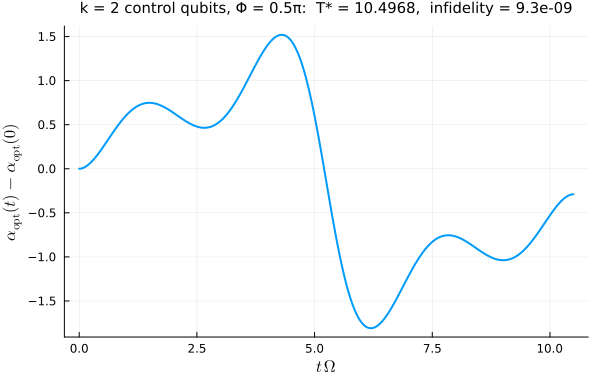 k = 2 control qubits, Φ = 0.5π:  T* = 10.4968,  infidelity = 9.3e-09
α_opt(t) − α_opt(0)
1.5
1.0
0.5
0.0
−0.5
−1.0
−1.5
0.0 2.5 5.0 7.5 10.0
t Ω